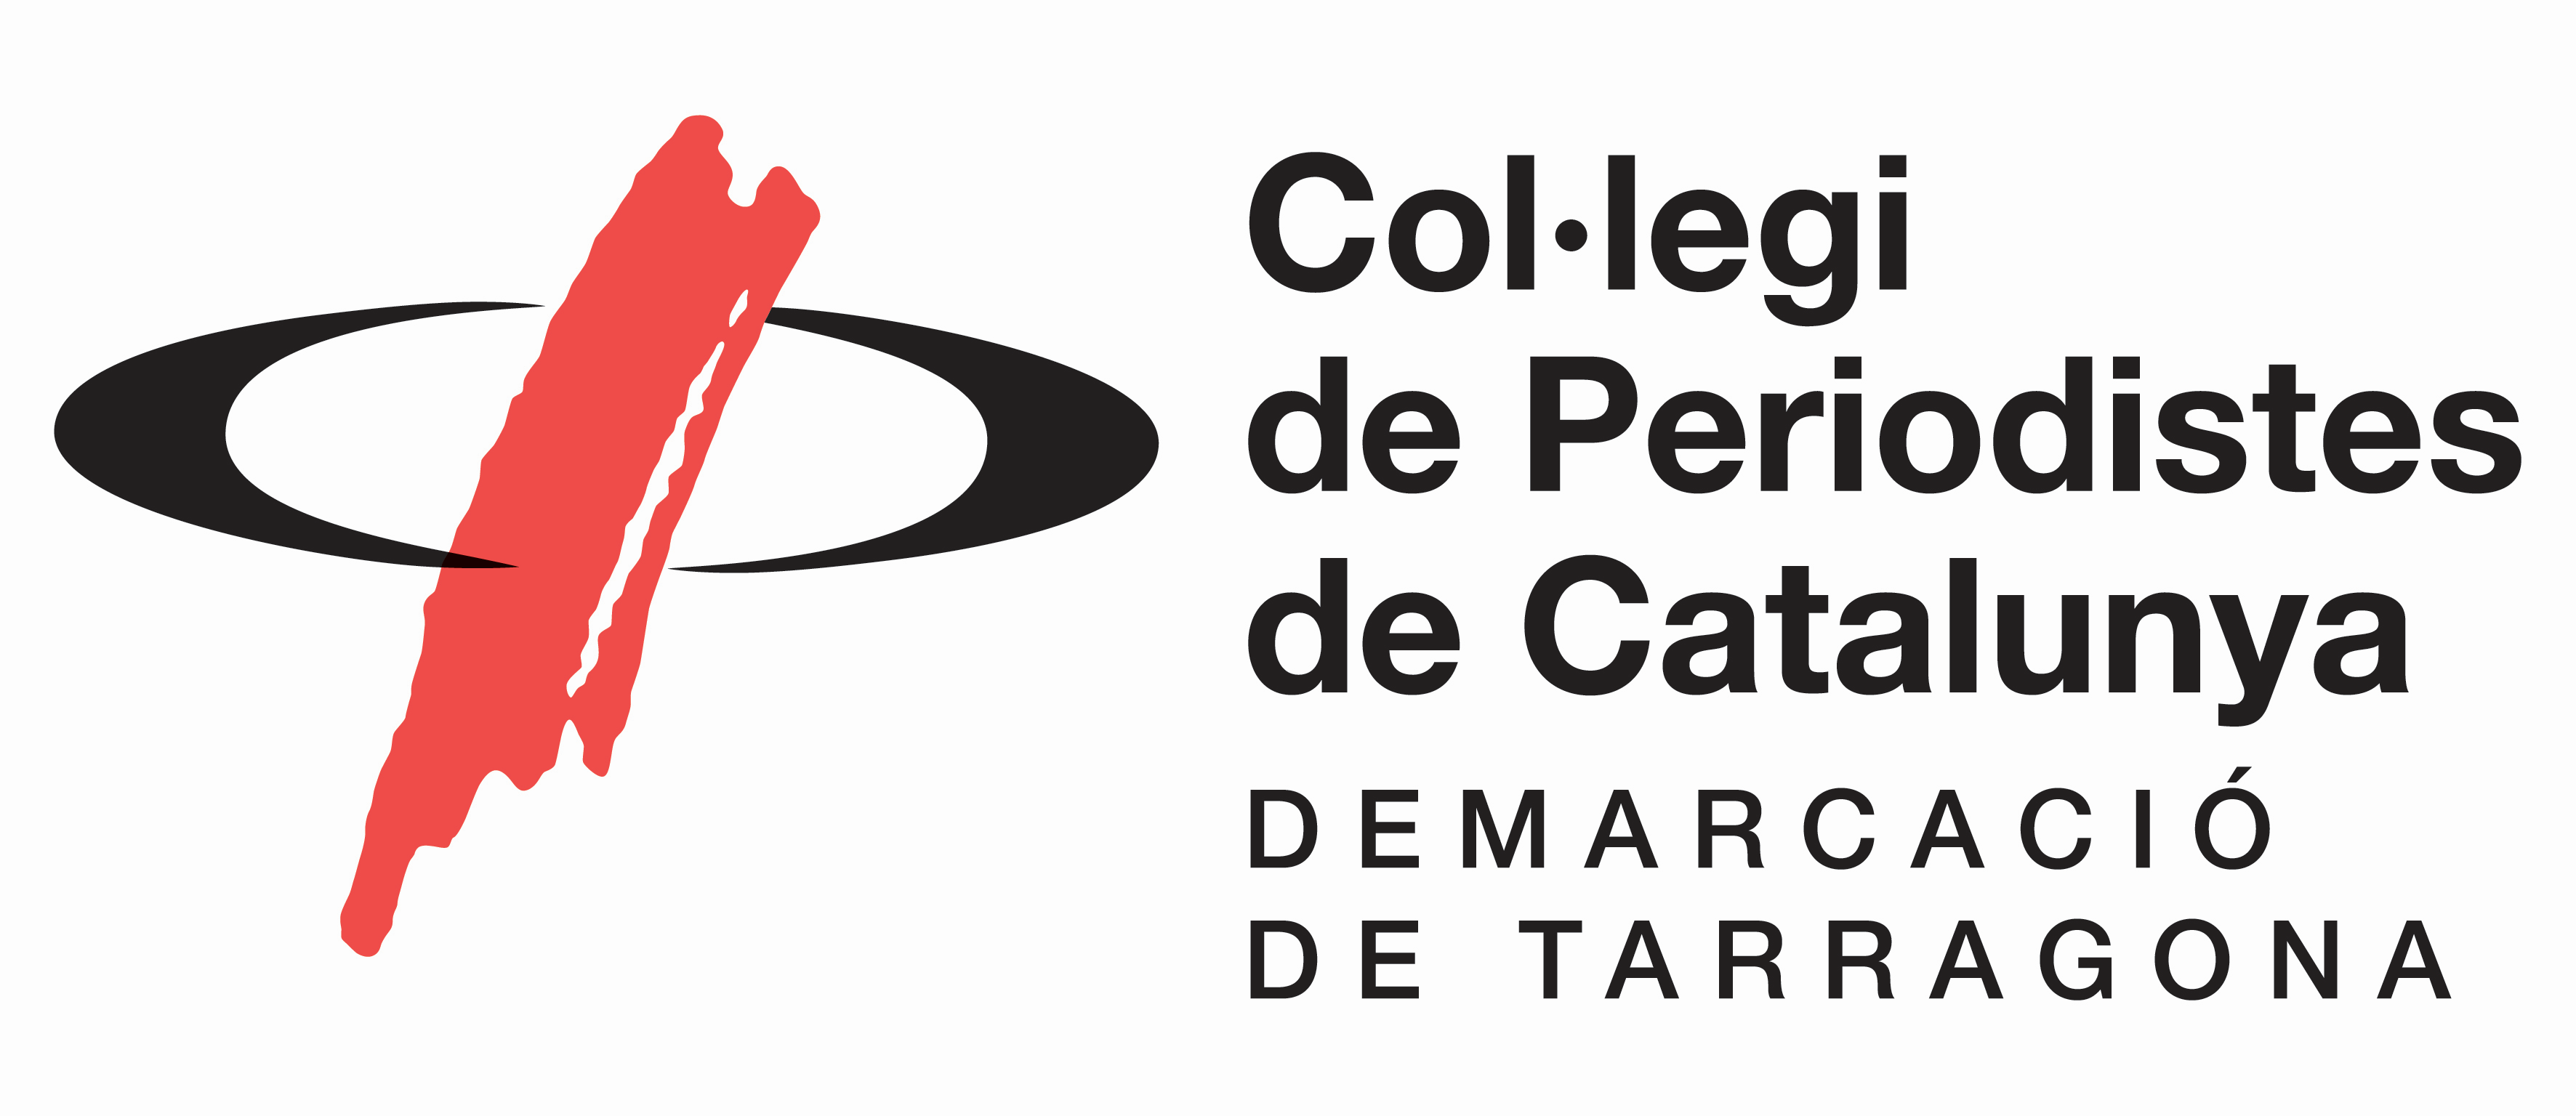 Col·legi
de Periodistes
de Catalunya
DEMARCACIÓ
DE TARRAGONA